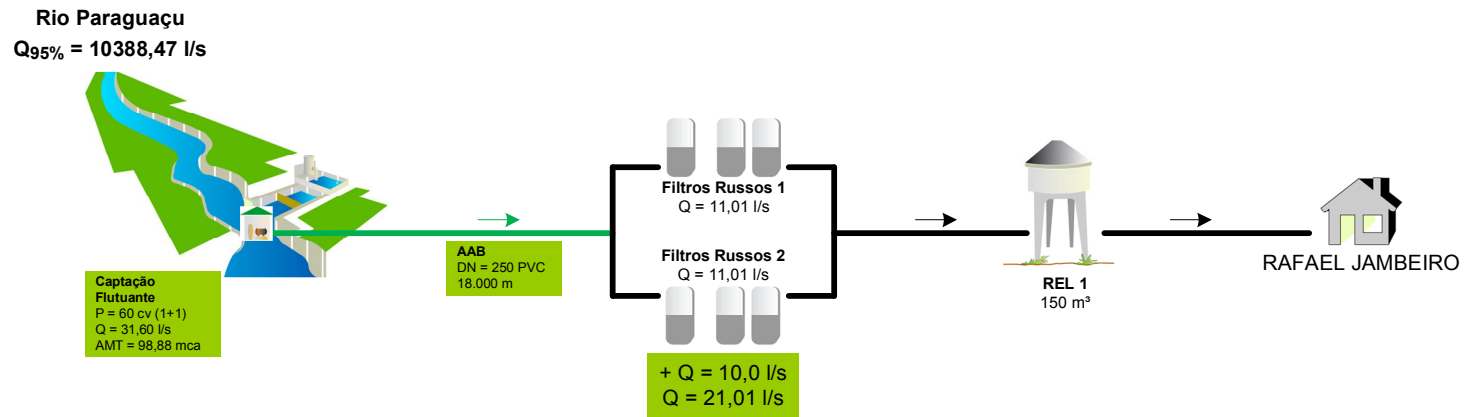 Rio Paraguaçu
Q95% = 10388,47 l/s
Captação
Flutuante
P = 60 cv (1+1)
Q = 31,60 l/s
AMT = 98,88 mca
AAB
DN = 250 PVC
18.000 m
Filtros Russos 1
Q = 11,01 l/s
Filtros Russos 2
Q = 11,01 l/s
+ Q = 10,0 l/s
Q = 21,01 l/s
REL 1
150 m³
RAFAEL JAMBEIRO